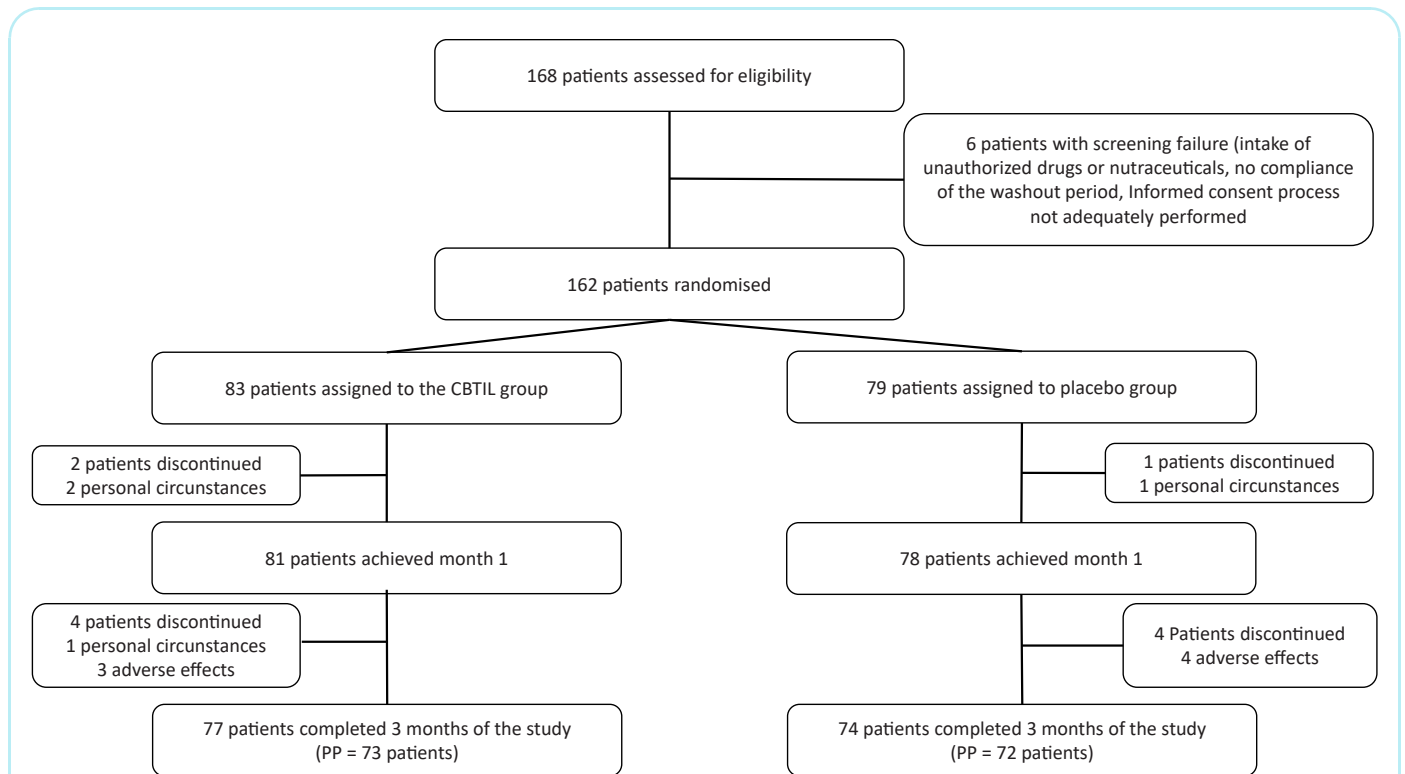 168 patients assessed for eligibility
6 patients with screening failure (intake of
unauthorized drugs or nutraceuticals, no compliance
of the washout period, Informed consent process
not adequately performed
162 patients randomised
83 patients assigned to the CBTIL group
79 patients assigned to placebo group
2 patients discontinued
2 personal circunstances
1 patients discontinued
1 personal circunstances
81 patients achieved month 1
78 patients achieved month 1
4 patients discontinued
1 personal circunstances
3 adverse effects
4 Patients discontinued
4 adverse effects
77 patients completed 3 months of the study
(PP = 73 patients)
74 patients completed 3 months of the study
(PP = 72 patients)